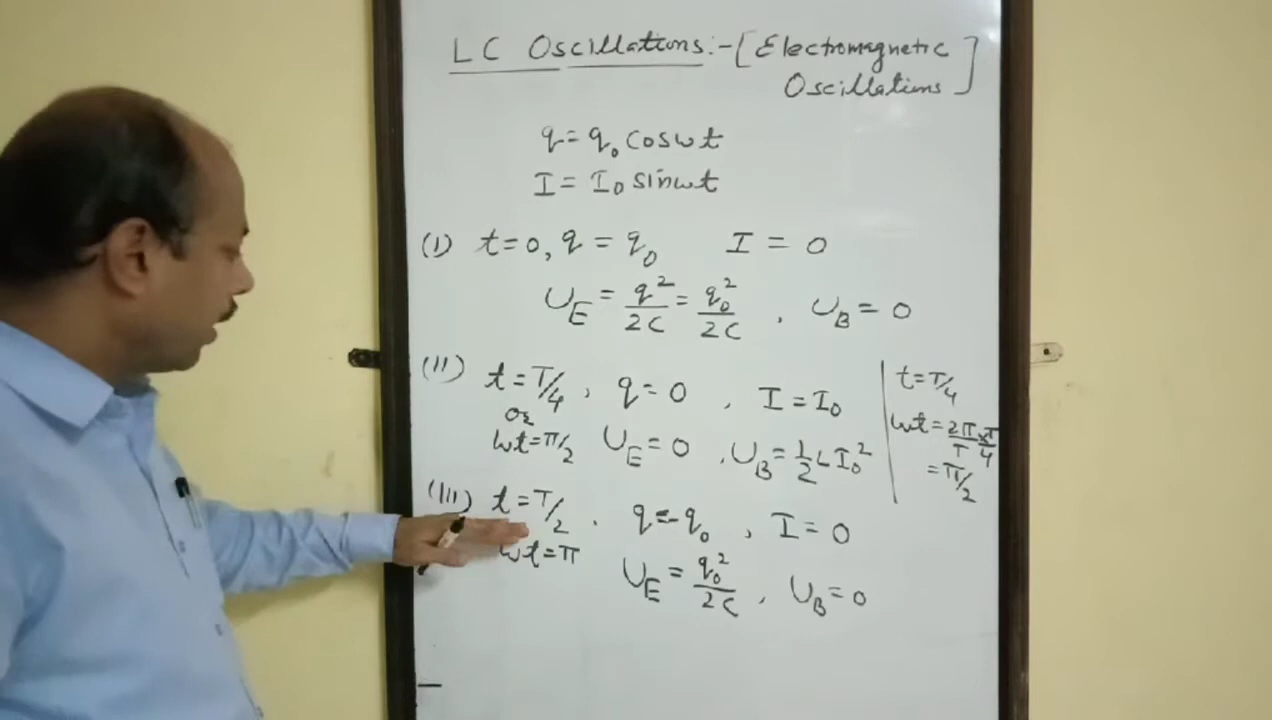 LC Oscillations:-[Electromagnetic
Oscillations]
q = q₀ cosωt
I = I₀ sinωt
(I) t=0, q = q₀ I = 0
U_E = q²/2C = q₀²/2C , U_B = 0
(II) t = T/4 , q = 0 , I = I₀
or
ωt=π/2 U_E = 0 , U_B = 1/2 LI₀²
t = T/4
ωt = 2π/T × T/4
= π/2
(III) t = T/2 , q = -q₀ , I = 0
ωt = π U_E = q₀²/2C , U_B = 0